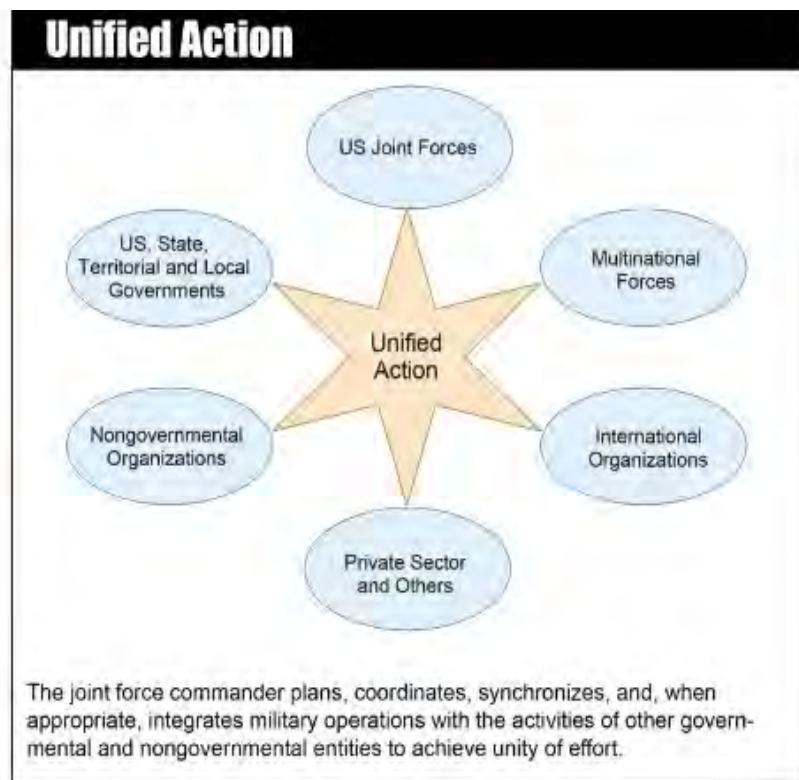 Unified Action
US Joint Forces
US, State,
Territorial and Local
Governments
Multinational
Forces
Unified
Action
Nongovernmental
Organizations
International
Organizations
Private Sector
and Others
The joint force commander plans, coordinates, synchronizes, and, when
appropriate, integrates military operations with the activities of other govern-
mental and nongovernmental entities to achieve unity of effort.